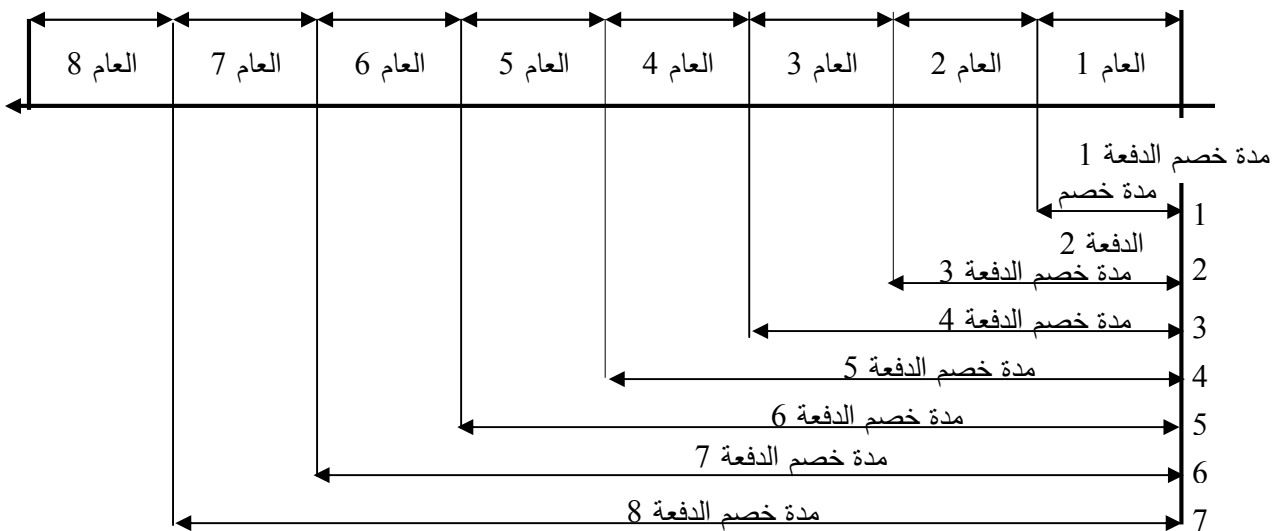 العام 1 العام 2 العام 3 العام 4 العام 5 العام 6 العام 7 العام 8
مدة خصم الدفعة 1
مدة خصم
1
الدفعة 2
مدة خصم الدفعة 3
2
مدة خصم الدفعة 4
3
مدة خصم الدفعة 5
4
مدة خصم الدفعة 6
5
مدة خصم الدفعة 7
6
مدة خصم الدفعة 8
7